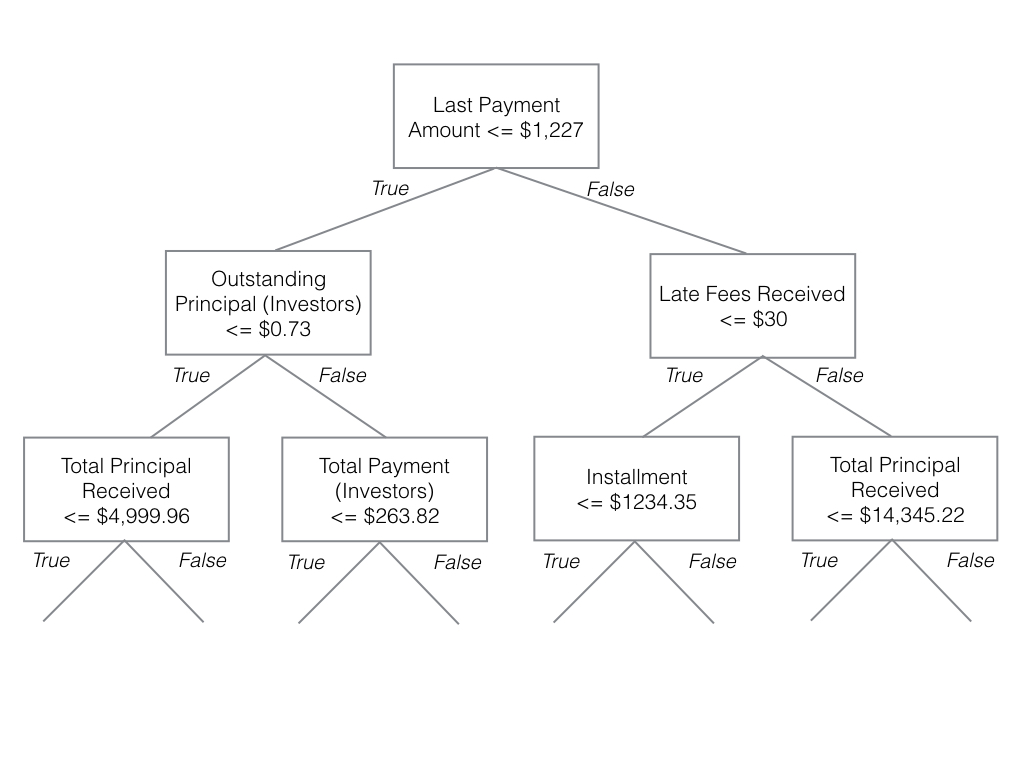 Last Payment
Amount <= $1,227
True
False
Outstanding
Principal (Investors)
<= $0.73
Late Fees Received
<= $30
True
False
True
False
Total Principal
Received
<= $4,999.96
Total Payment
(Investors)
<= $263.82
Installment
<= $1234.35
Total Principal
Received
<= $14,345.22
True
False
True
False
True
False
True
False